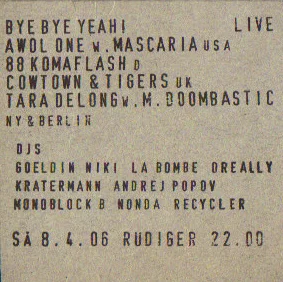 BYE BYE YEAH! LIVE
AWOL ONE W. MASCARIA USA
88 KOMAFLASH D
COWTOWN & TIGERS UK
TARA DELONG W. M. DOOMBASTIC
NY & BERLIN
DJS
GOELDIN NIKI LA BOMBE OREALLY
KRATERMANN ANDREJ POPOV
MONOBLOCK B NONDA RECYCLER
SA 8.4.06 RÜDIGER 22.00